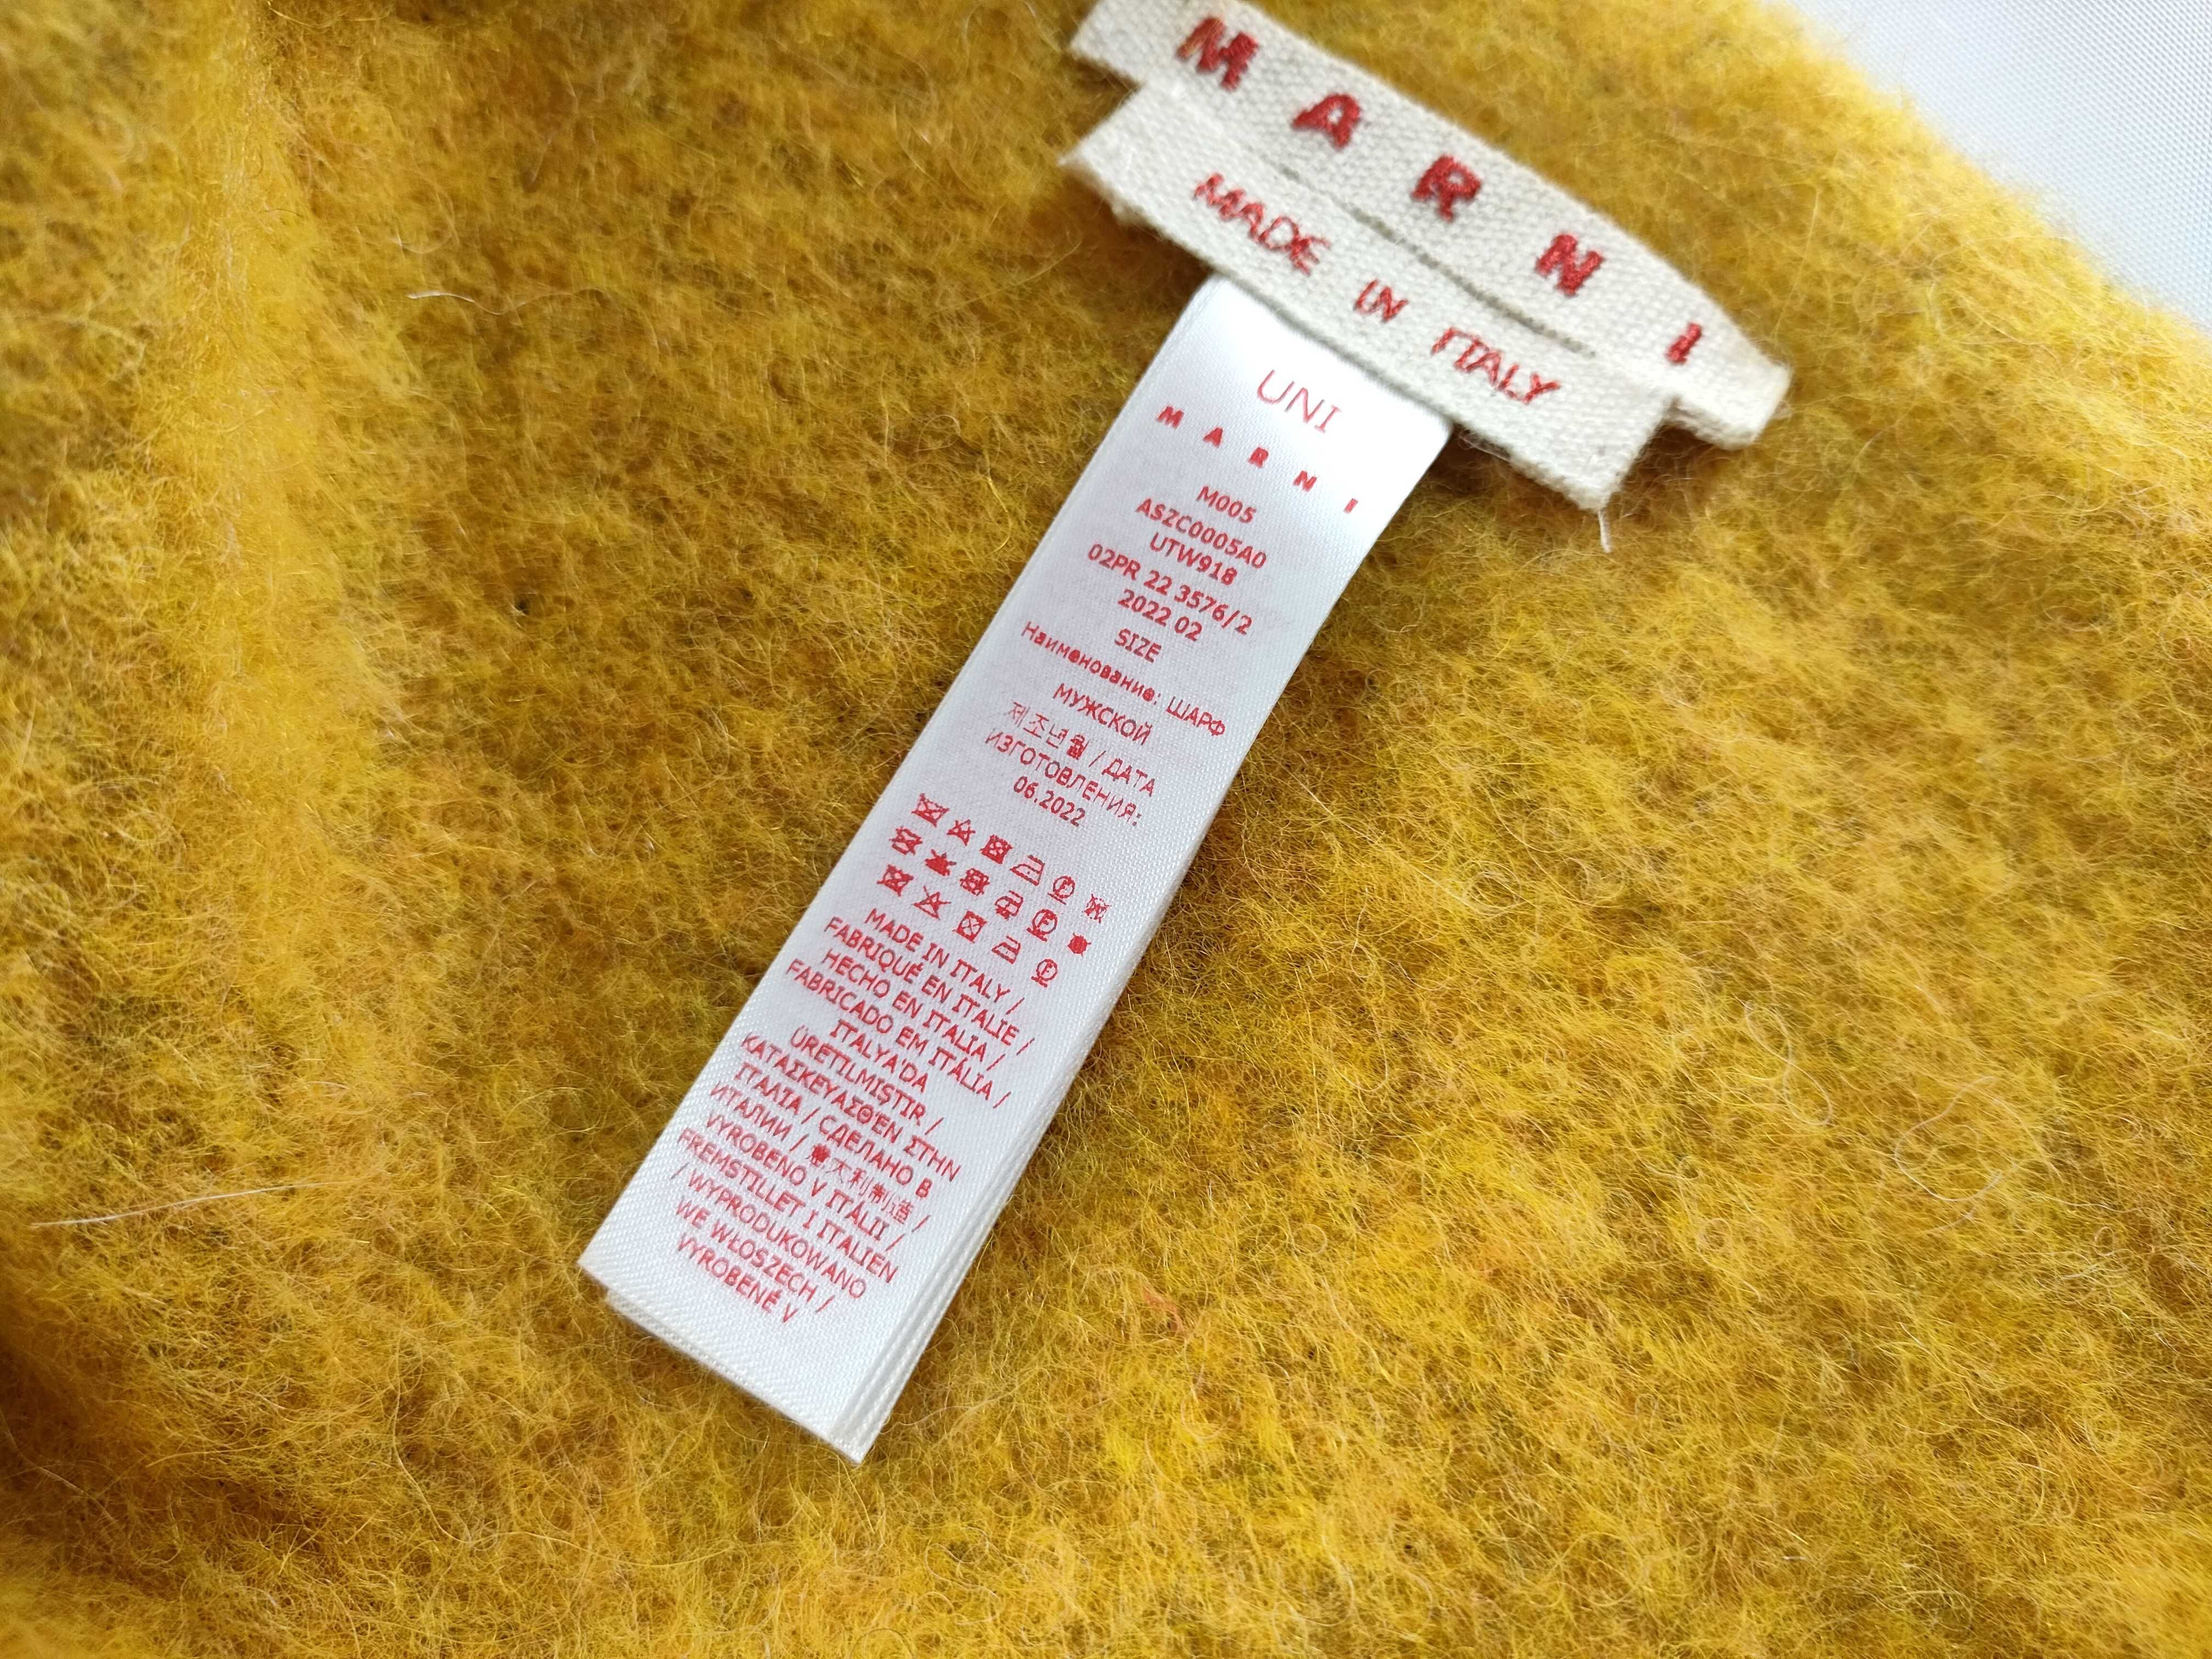 MARNI
MADE IN ITALY
UNI
MARNI
M005
ASZC0005A0
UTW918
02PR 22 3576/2
2022 02
SIZE
Наименование: ШАРФ
МУЖСКОЙ
제조년월 / ДАТА
ИЗГОТОВЛЕНИЯ:
06.2022
MADE IN ITALY /
FABRIQUÉ EN ITALIE /
HECHO EN ITALIA /
FABRICADO EM ITÁLIA /
ITALYA'DA
ÜRETILMIŞTIR /
ΚΑΤΑΣΚΕΥΑΣΘΈΝ ΣΤΗΝ
ΙΤΑΛΊΑ / СДЕЛАНО В
ИТАЛИИ / 意大利制造 /
VYROBENO V ITÁLII /
FREMSTILLET I ITALIEN
/ WYPRODUKOWANO
WE WŁOSZECH /
VYROBENÉ V